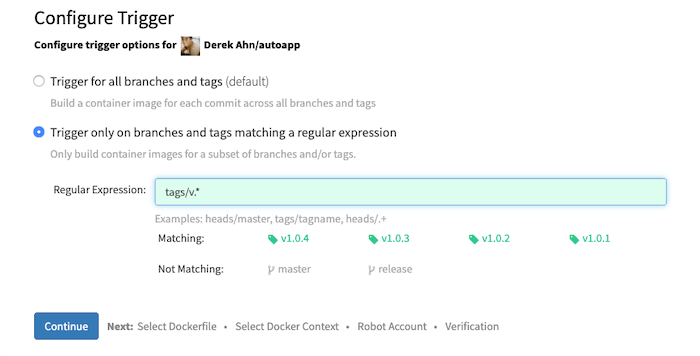 Configure Trigger
Configure trigger options for Derek Ahn/autoapp
Trigger for all branches and tags (default)
Build a container image for each commit across all branches and tags
Trigger only on branches and tags matching a regular expression
Only build container images for a subset of branches and/or tags.
Regular Expression: tags/v.*
Examples: heads/master, tags/tagname, heads/.+
Matching: v1.0.4 v1.0.3 v1.0.2 v1.0.1
Not Matching: master release
Continue Next: Select Dockerfile • Select Docker Context • Robot Account • Verification